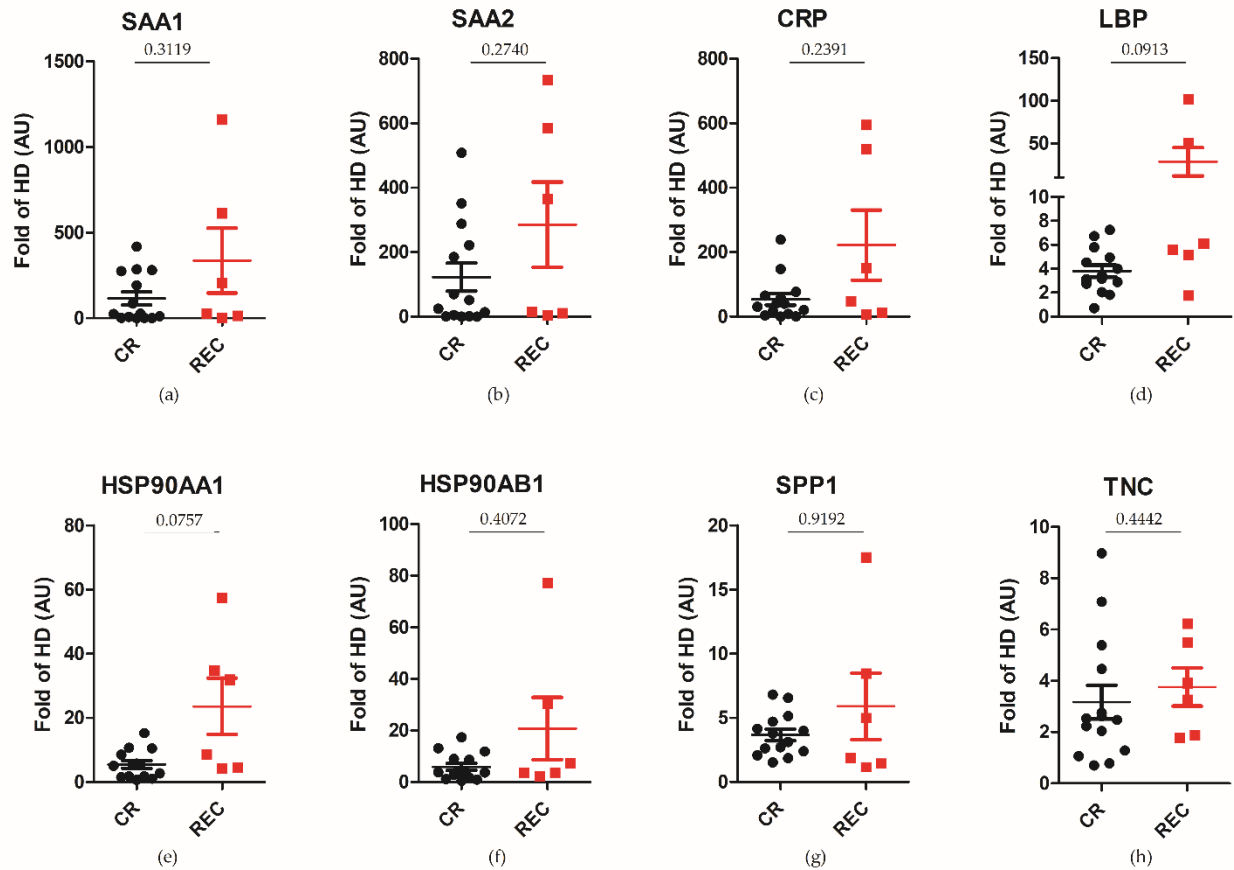 SAA1
0.3119
1500
1000
500
0
Fold of HD (AU)
CR
REC
(a)
SAA2
0.2740
800
600
400
200
0
Fold of HD (AU)
CR
REC
(b)
CRP
0.2391
800
600
400
200
0
Fold of HD (AU)
CR
REC
(c)
LBP
0.0913
150
100
50
10
8
6
4
2
0
Fold of HD (AU)
CR
REC
(d)
HSP90AA1
0.0757
80
60
40
20
0
Fold of HD (AU)
CR
REC
(e)
HSP90AB1
0.4072
100
80
60
40
20
0
Fold of HD (AU)
CR
REC
(f)
SPP1
0.9192
20
15
10
5
0
Fold of HD (AU)
CR
REC
(g)
TNC
0.4442
10
8
6
4
2
0
Fold of HD (AU)
CR
REC
(h)